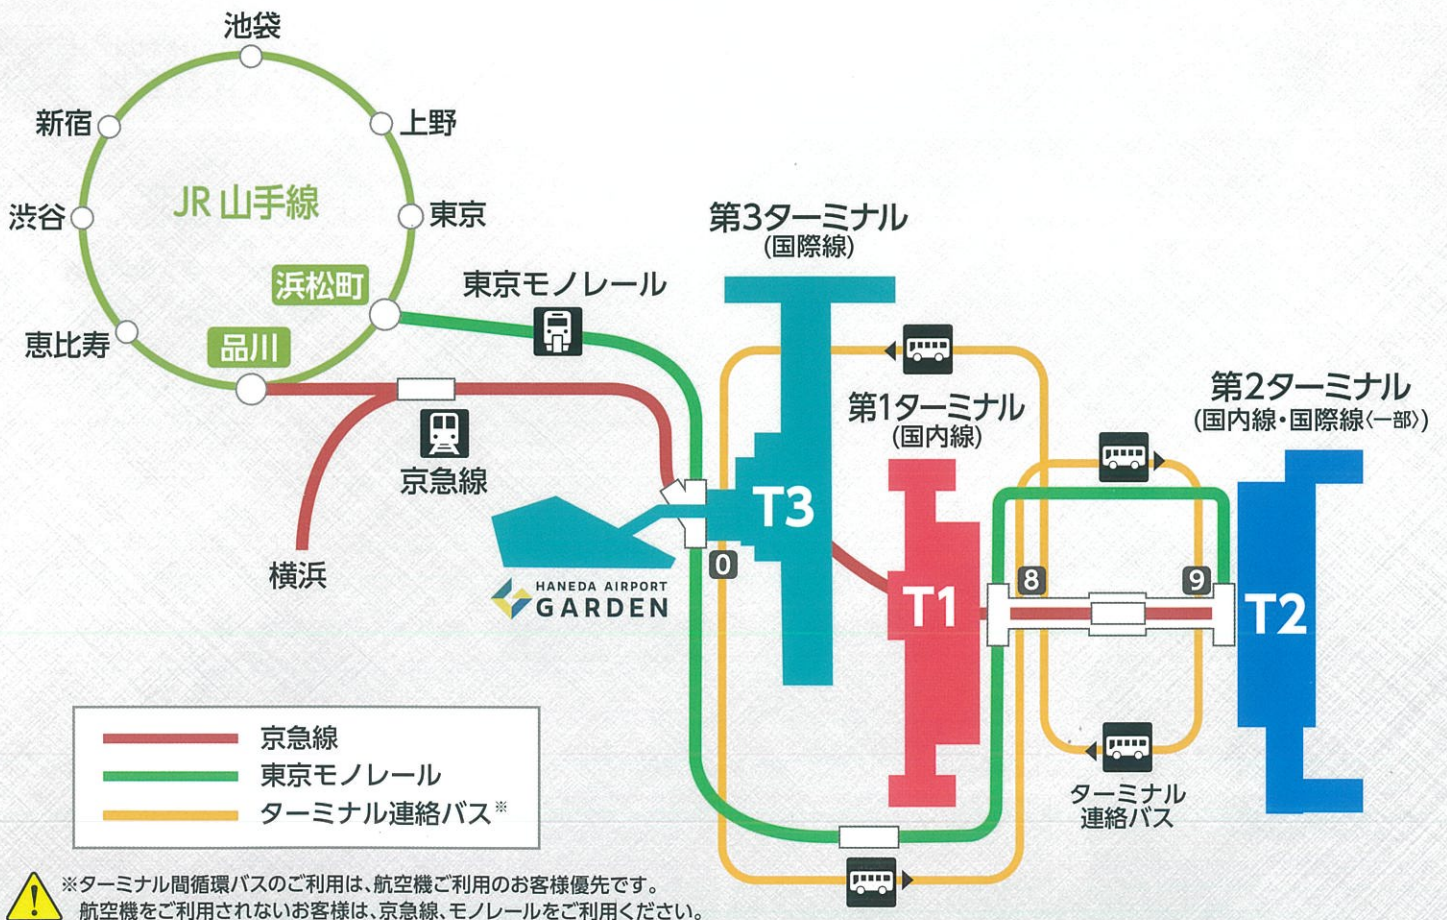 池袋
新宿
上野
JR 山手線
渋谷
東京
浜松町
恵比寿
品川
東京モノレール
京急線
横浜
第3ターミナル
(国際線)
第1ターミナル
(国内線)
第2ターミナル
(国内線・国際線〈一部〉)
T3
T1
T2
0
8
9
HANEDA AIRPORT
GARDEN
ターミナル
連絡バス
京急線
東京モノレール
ターミナル連絡バス※
※ターミナル間循環バスのご利用は、航空機ご利用のお客様優先です。
航空機をご利用されないお客様は、京急線、モノレールをご利用ください。